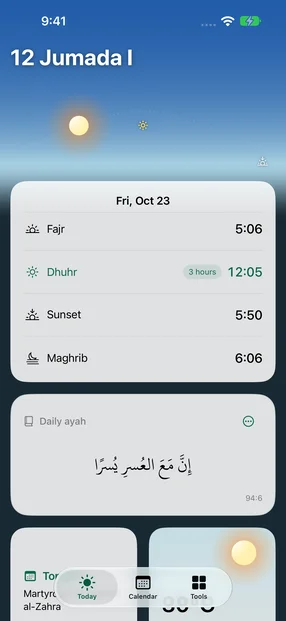 9:41
12 Jumada I
Fri, Oct 23
Fajr 5:06
Dhuhr 3 hours 12:05
Sunset 5:50
Maghrib 6:06
Daily ayah
إِنَّ مَعَ العُسرِ يُسرًا
94:6
al-Zahra
Today Calendar Tools